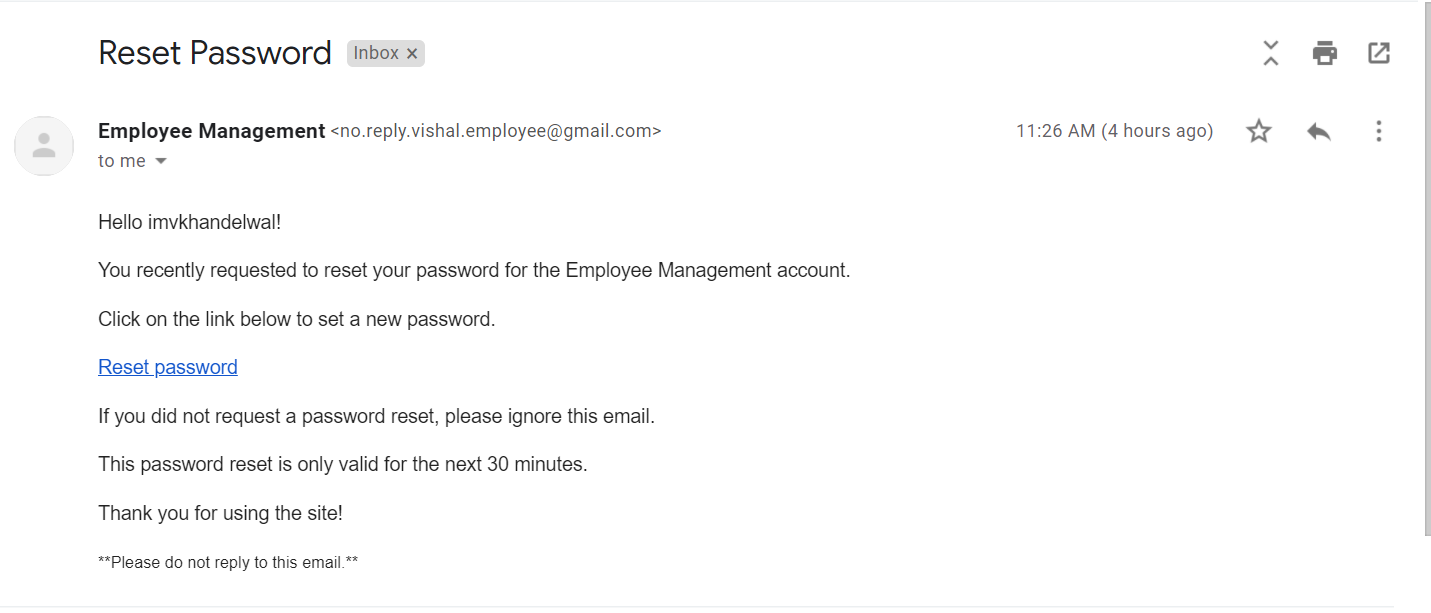 Reset Password Inbox ×
Employee Management <no.reply.vishal.employee@gmail.com> 11:26 AM (4 hours ago)
to me
Hello imvkhandelwal!
You recently requested to reset your password for the Employee Management account.
Click on the link below to set a new password.
Reset password
If you did not request a password reset, please ignore this email.
This password reset is only valid for the next 30 minutes.
Thank you for using the site!
**Please do not reply to this email.**